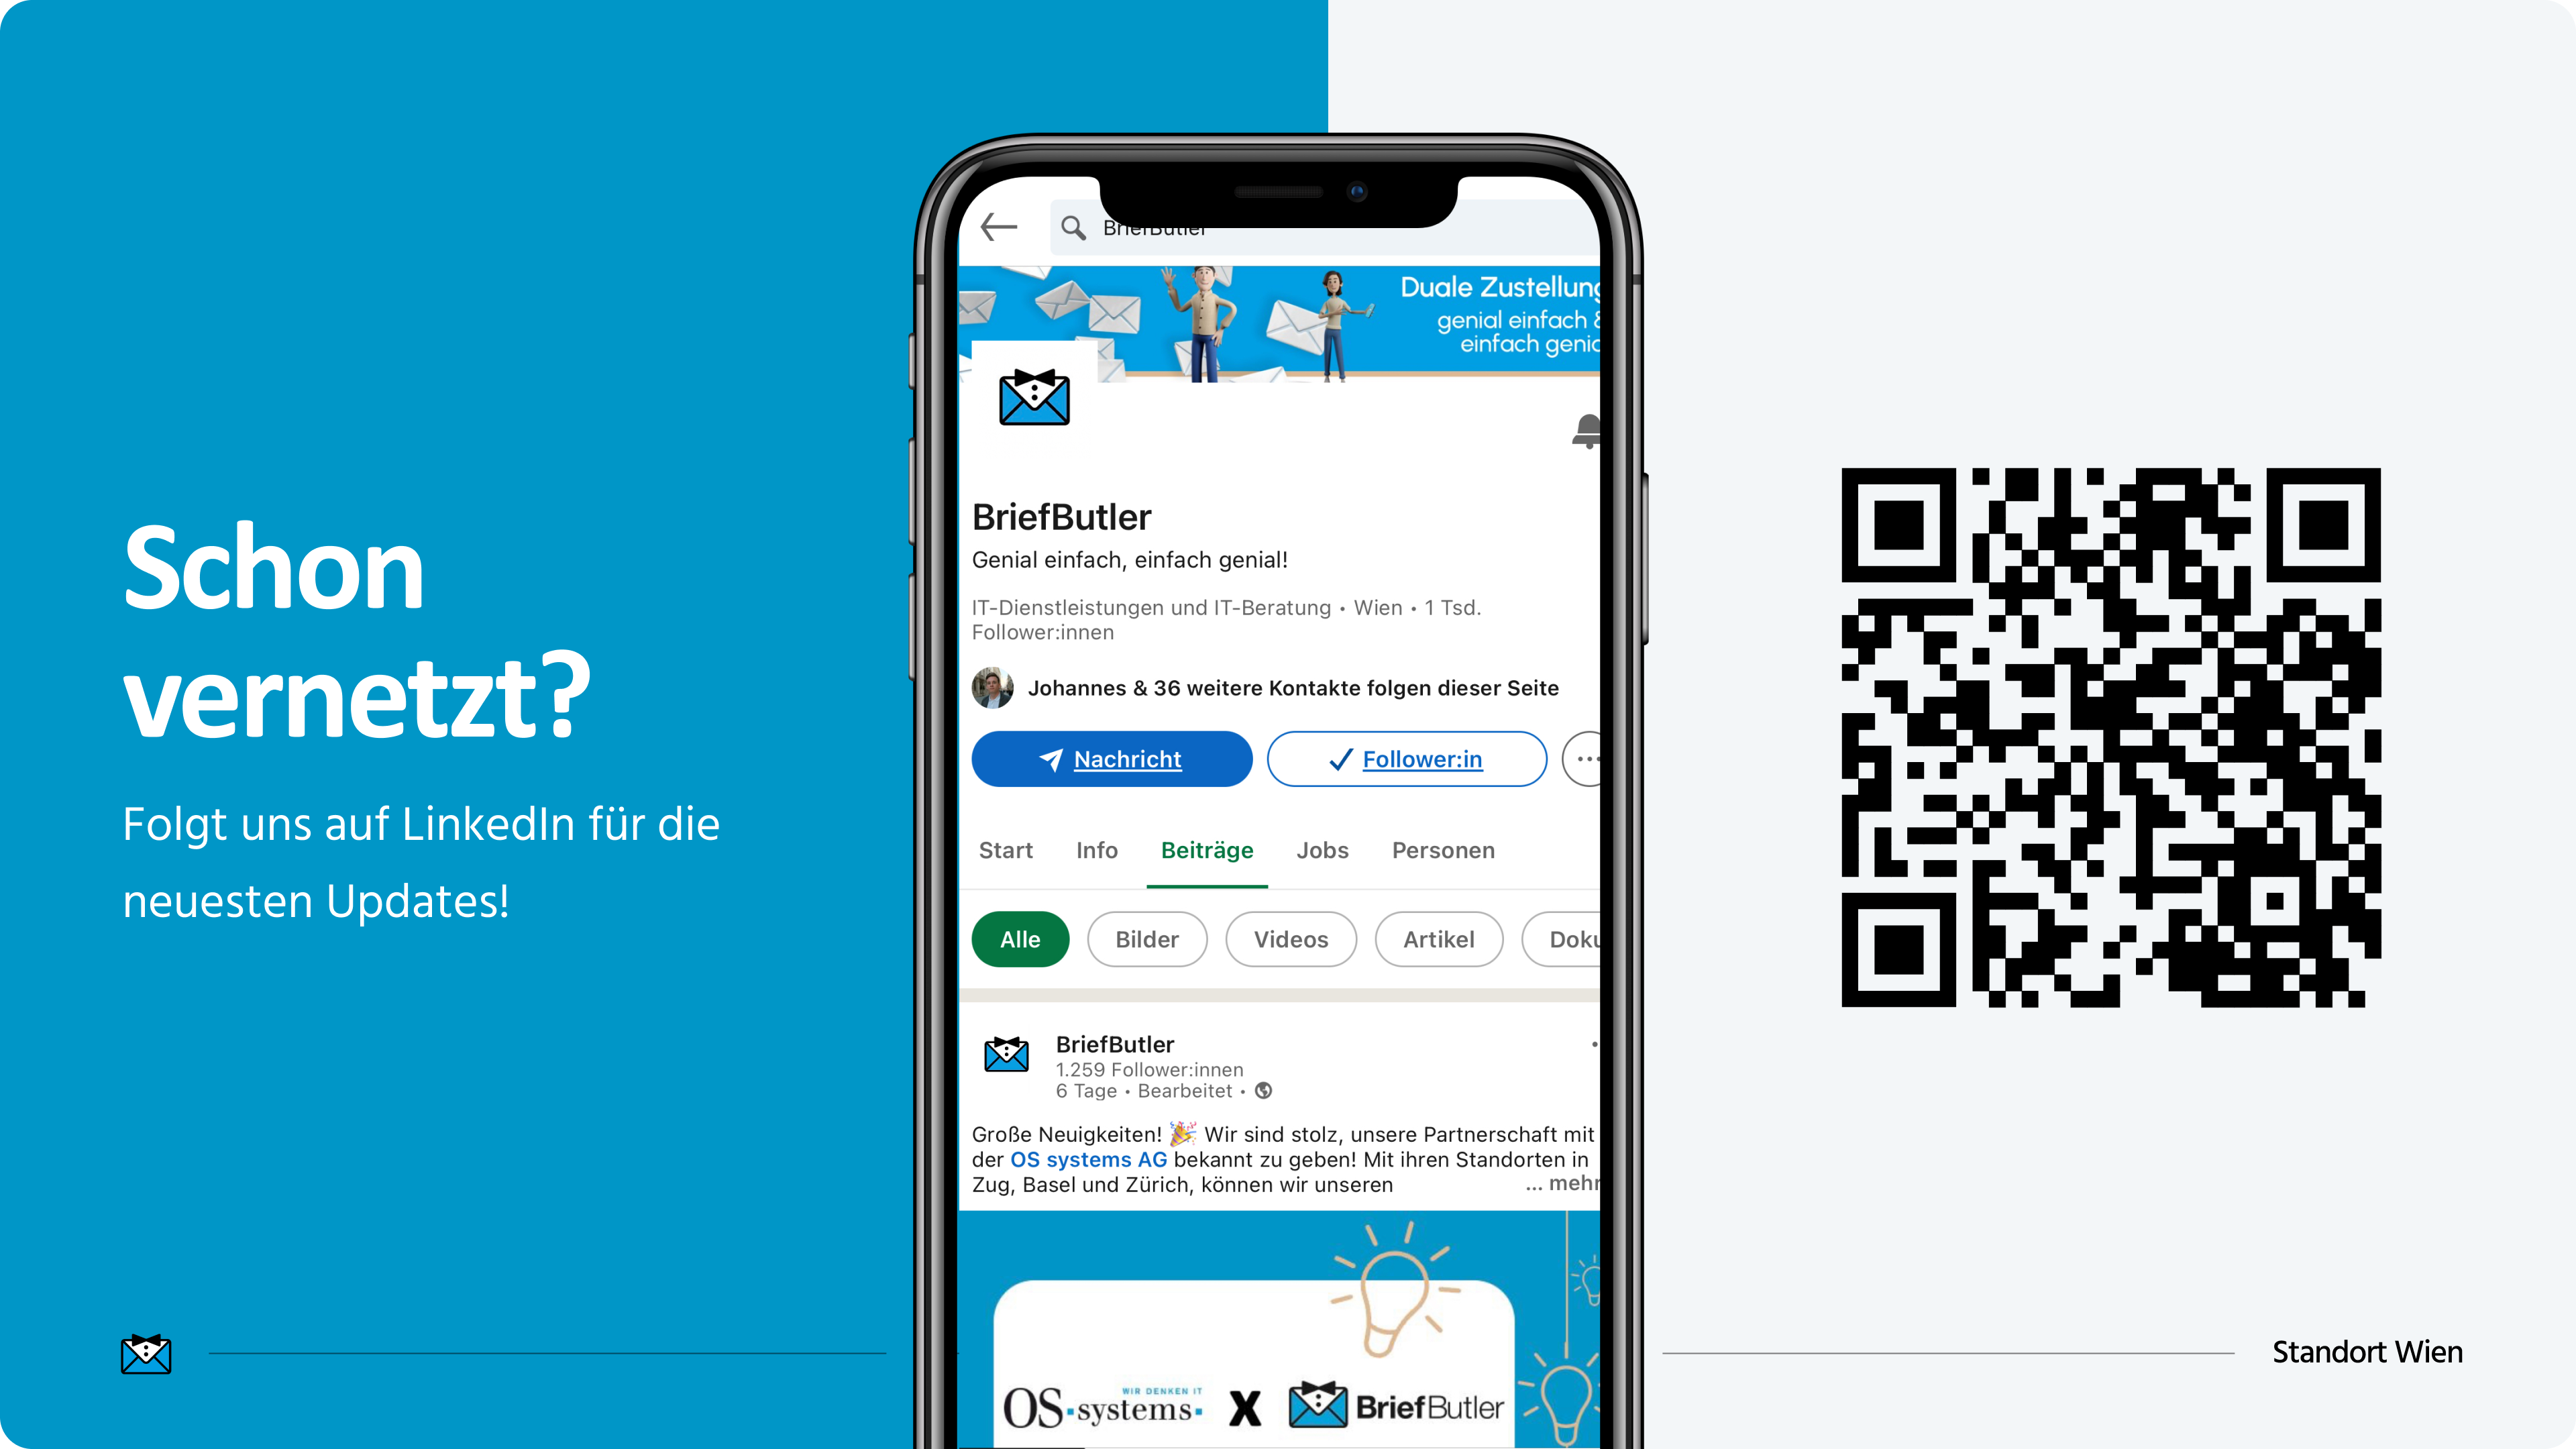 Schon
vernetzt?
Folgt uns auf LinkedIn für die
neuesten Updates!
BriefButler
Duale Zustellung
genial einfach &
einfach genia
BriefButler
Genial einfach, einfach genial!
IT-Dienstleistungen und IT-Beratung • Wien • 1 Tsd.
Follower:innen
Johannes & 36 weitere Kontakte folgen dieser Seite
Nachricht
Follower:in
Start Info Beiträge Jobs Personen
Alle Bilder Videos Artikel Doku
BriefButler
1.259 Follower:innen
6 Tage • Bearbeitet •
Große Neuigkeiten! 🎉 Wir sind stolz, unsere Partnerschaft mit
der OS systems AG bekannt zu geben! Mit ihren Standorten in
Zug, Basel und Zürich, können wir unseren ... mehr
WIR DENKEN IT
OS▪systems▪ X BriefButler
Standort Wien